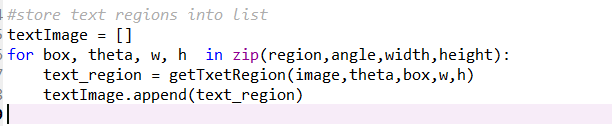 #store text regions into list
textImage = []
for box, theta, w, h  in zip(region,angle,width,height):
    text_region = getTxetRegion(image,theta,box,w,h)
    textImage.append(text_region)